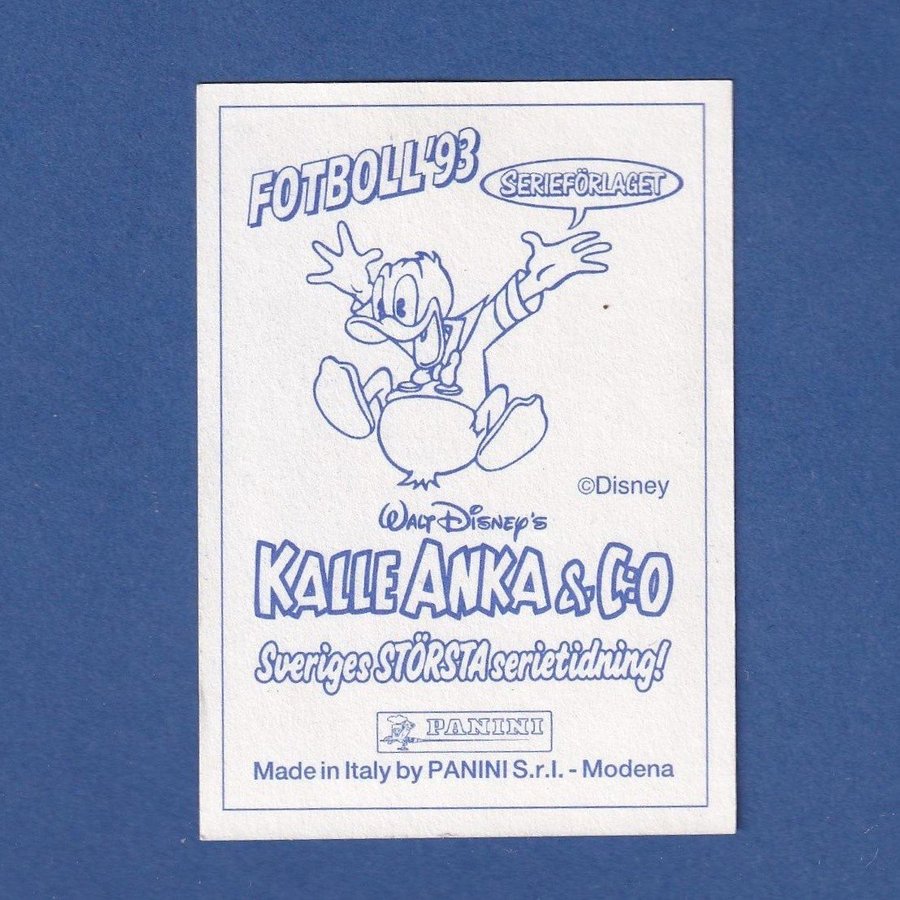 FOTBOLL'93
SERIEFÖRLAGET
©Disney
WALT DISNEY'S
KALLE ANKA & C:O
Sveriges STÖRSTA serietidning!
PANINI
Made in Italy by PANINI S.r.l. - Modena